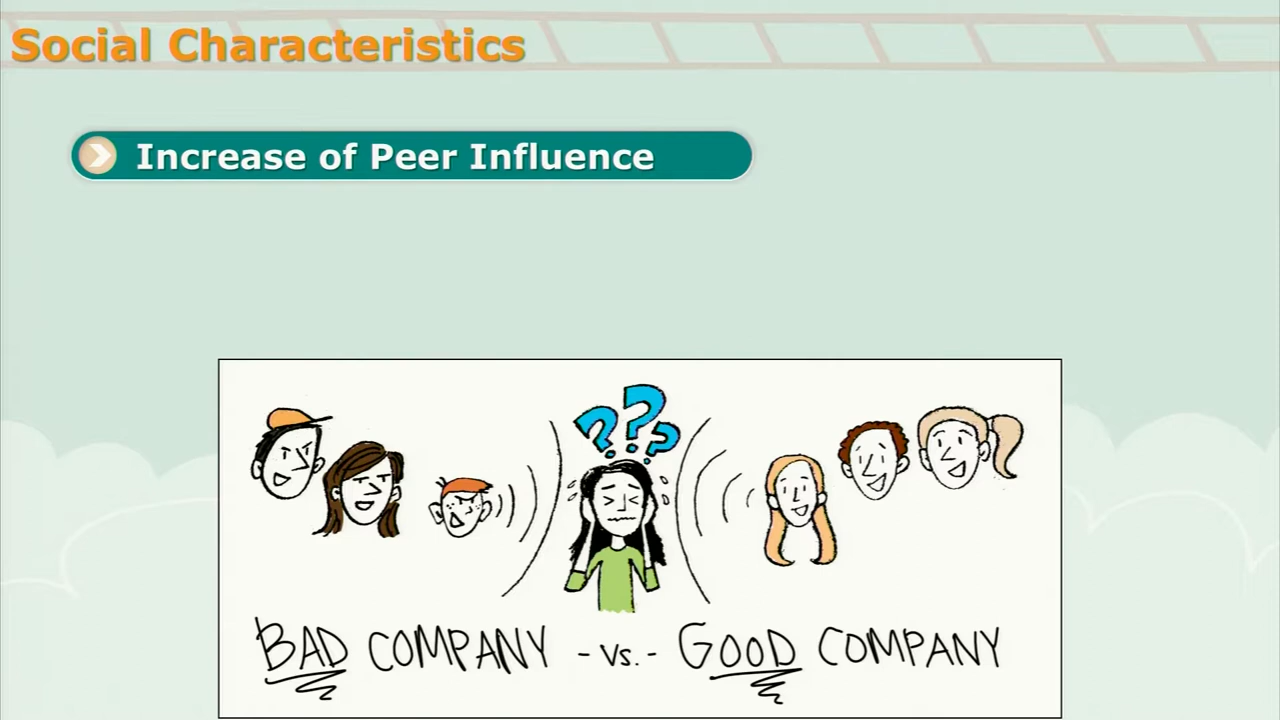 Social Characteristics
Increase of Peer Influence
???
BAD COMPANY - VS. - GOOD COMPANY